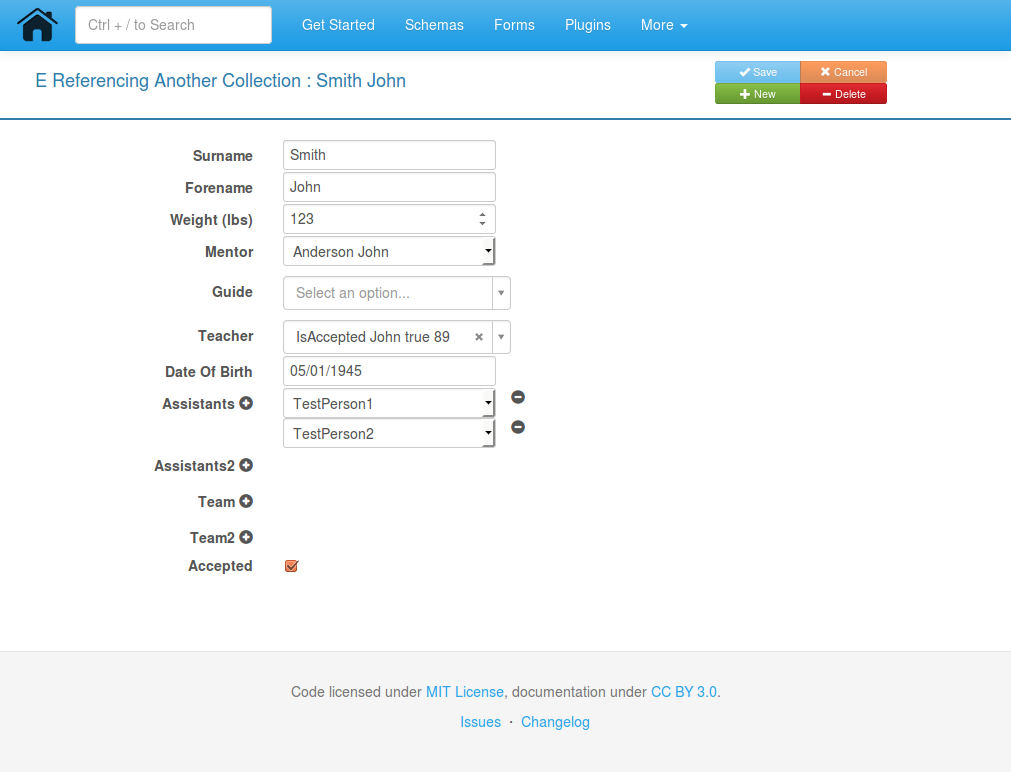 Ctrl + / to Search Get Started Schemas Forms Plugins More
E Referencing Another Collection : Smith John
Save Cancel
New Delete
Surname Smith
Forename John
Weight (lbs) 123
Mentor Anderson John
Guide Select an option...
Teacher IsAccepted John true 89
Date Of Birth 05/01/1945
Assistants TestPerson1
TestPerson2
Assistants2
Team
Team2
Accepted
Code licensed under MIT License, documentation under CC BY 3.0.
Issues · Changelog